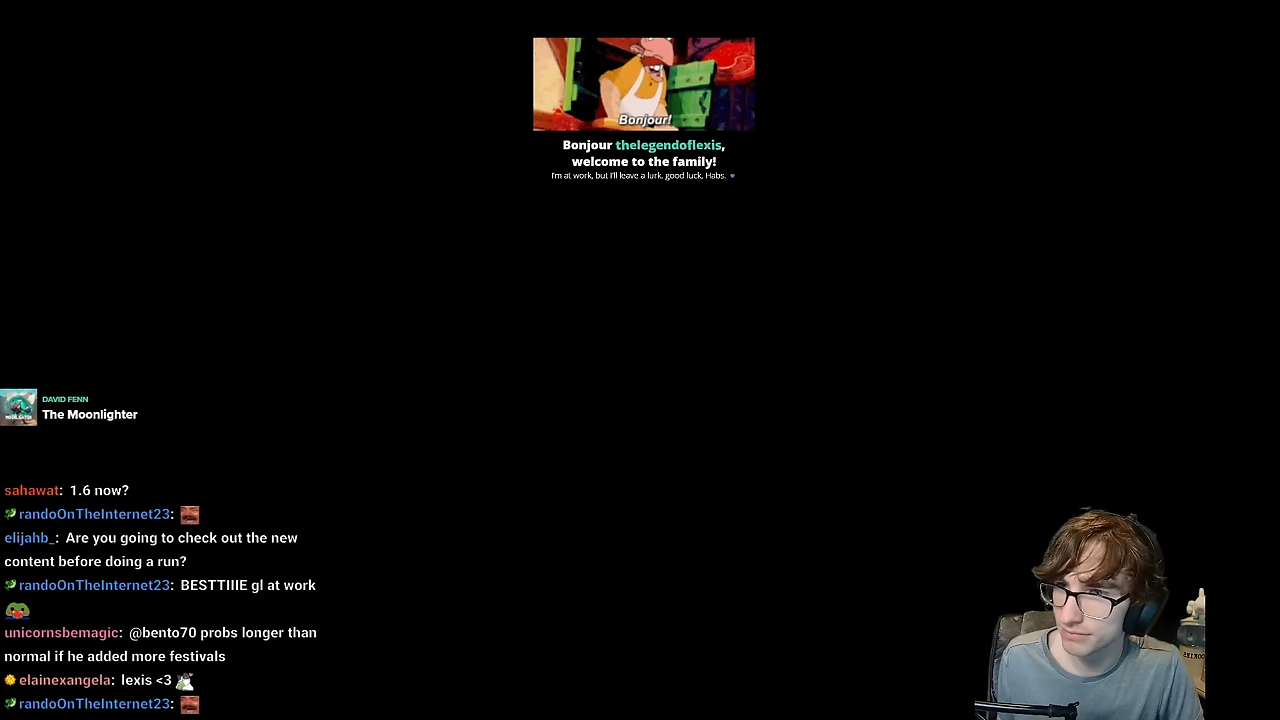 Bonjour!
Bonjour thelegendoflexis,
welcome to the family!
I'm at work, but I'll leave a lurk, good luck, Habs.
DAVID FENN
The Moonlighter
sahawat: 1.6 now?
randoOnTheInternet23:
elijahb_: Are you going to check out the new
content before doing a run?
randoOnTheInternet23: BESTTIIIE gl at work
unicornsbemagic: @bento70 probs longer than
normal if he added more festivals
elainexangela: lexis <3
randoOnTheInternet23: